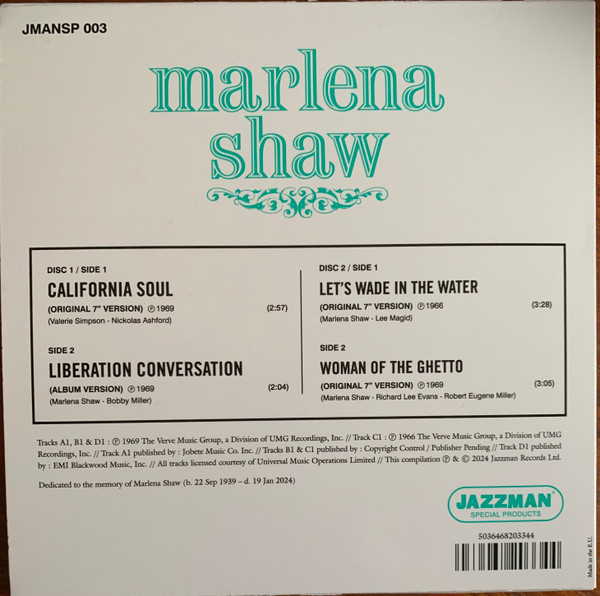 JMANSP 003
marlena
shaw
DISC 1 / SIDE 1
CALIFORNIA SOUL
(ORIGINAL 7" VERSION) ℗ 1969 (2:57)
(Valerie Simpson - Nickolas Ashford)
SIDE 2
LIBERATION CONVERSATION
(ALBUM VERSION) ℗ 1969 (2:04)
(Marlena Shaw - Bobby Miller)
DISC 2 / SIDE 1
LET'S WADE IN THE WATER
(ORIGINAL 7" VERSION) ℗ 1966 (3:28)
(Marlena Shaw - Lee Magid)
SIDE 2
WOMAN OF THE GHETTO
(ORIGINAL 7" VERSION) ℗ 1969 (3:05)
(Marlena Shaw - Richard Lee Evans - Robert Eugene Miller)
Tracks A1, B1 & D1 : ℗ 1969 The Verve Music Group, a Division of UMG Recordings, Inc. // Track C1 : ℗ 1966 The Verve Music Group, a Division of UMG
Recordings, Inc. // Track A1 published by : Jobete Music Co. Inc. // Tracks B1 & C1 published by : Copyright Control / Publisher Pending // Track D1 published
by : EMI Blackwood Music, Inc. // All tracks licensed courtesy of Universal Music Operations Limited // This compilation ℗ & © 2024 Jazzman Records Ltd.
Dedicated to the memory of Marlena Shaw (b. 22 Sep 1939 – d. 19 Jan 2024)
JAZZMAN
SPECIAL PRODUCTS
5036468203344
Made in the E.U.